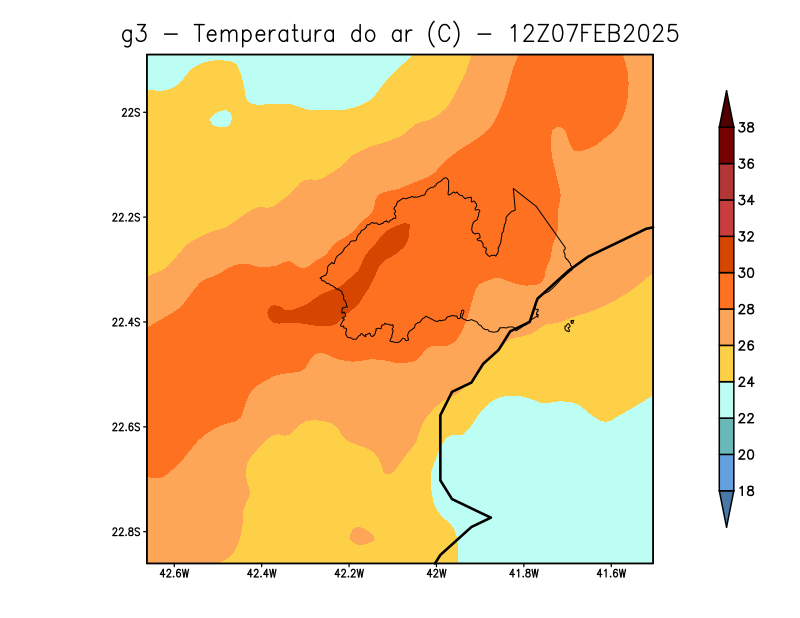 g3 - Temperatura do ar (C) - 12Z07FEB2025
22S
22.2S
22.4S
22.6S
22.8S
42.6W
42.4W
42.2W
42W
41.8W
41.6W
38
36
34
32
30
28
26
24
22
20
18